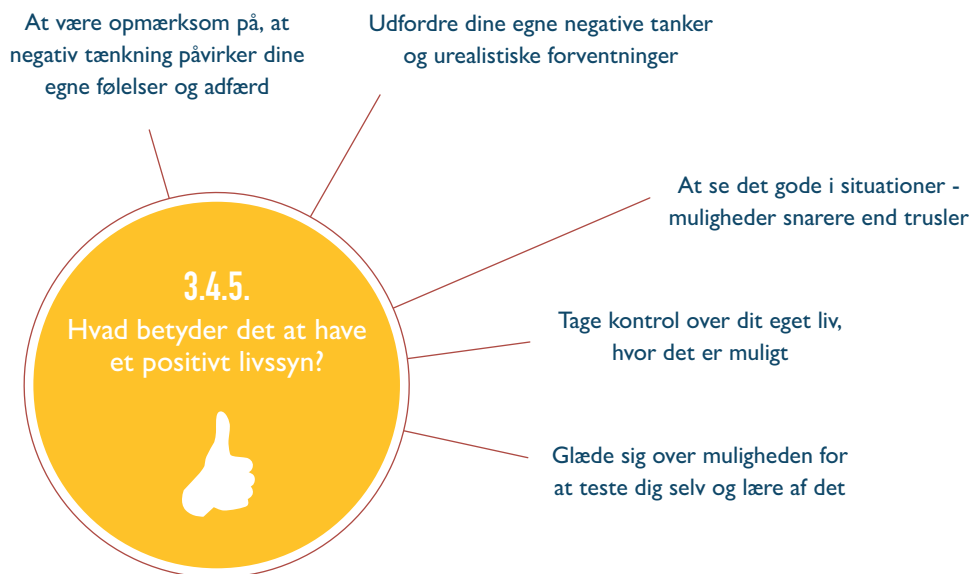 At være opmærksom på, at
negativ tænkning påvirker dine
egne følelser og adfærd
Udfordre dine egne negative tanker
og urealistiske forventninger
At se det gode i situationer -
muligheder snarere end trusler
3.4.5.
Hvad betyder det at have
et positivt livssyn?
Tage kontrol over dit eget liv,
hvor det er muligt
Glæde sig over muligheden for
at teste dig selv og lære af det